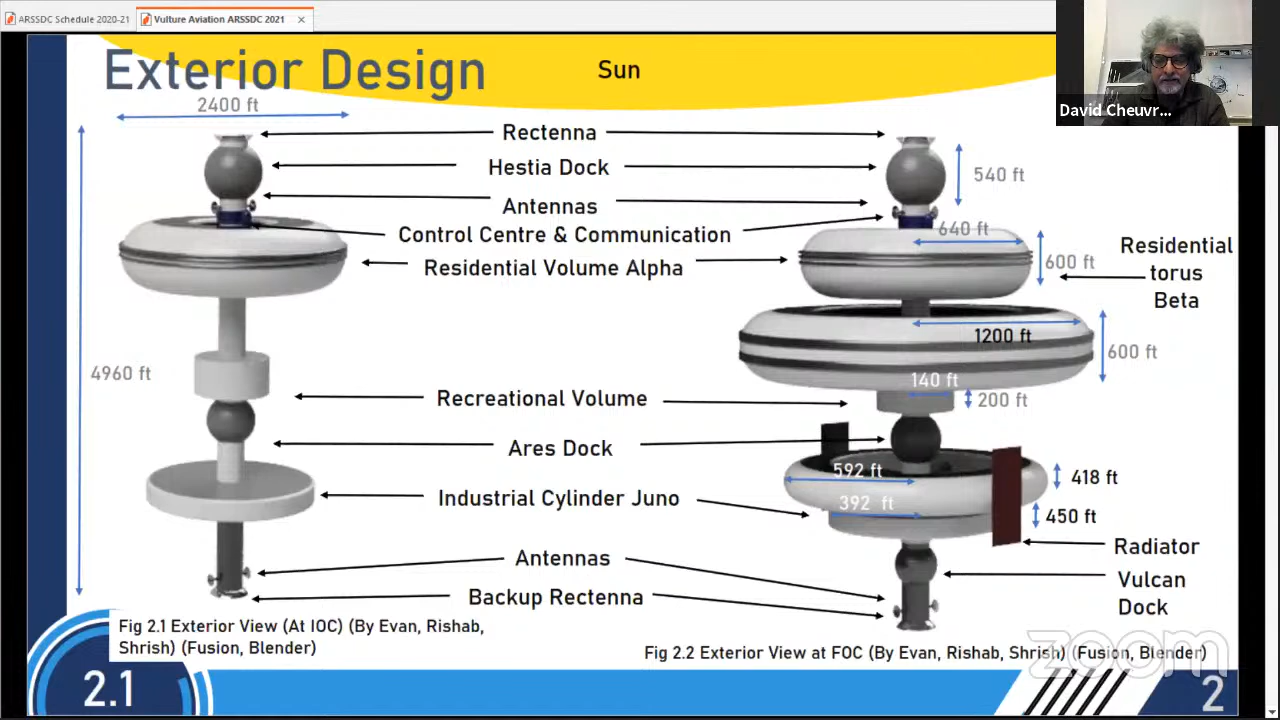 ARSSDC Schedule 2020-21
Vulture Aviation ARSSDC 2021
David Cheuvr...
Exterior Design
Sun
2400 ft
Rectenna
Hestia Dock
540 ft
Antennas
Control Centre & Communication
640 ft
Residential Volume Alpha
600 ft
Residential
torus
Beta
1200 ft
600 ft
4960 ft
140 ft
200 ft
Recreational Volume
Ares Dock
592 ft
418 ft
Industrial Cylinder Juno
392 ft
450 ft
Antennas
Radiator
Vulcan
Dock
Backup Rectenna
Fig 2.1 Exterior View (At IOC) (By Evan, Rishab,
Shrish) (Fusion, Blender)
Fig 2.2 Exterior View at FOC (By Evan, Rishab, Shrish) (Fusion, Blender)
zoom
2.1
2